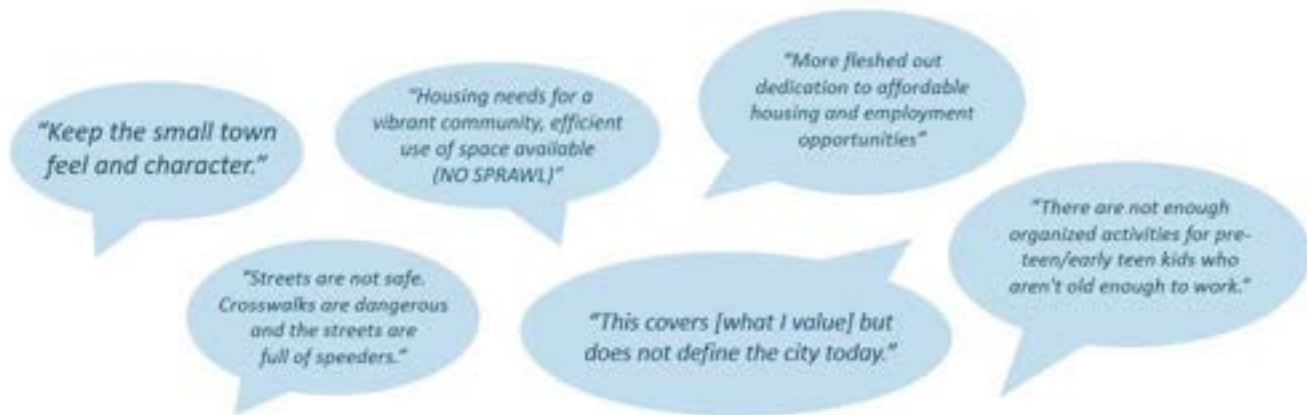 "Keep the small town
feel and character."
"Housing needs for a
vibrant community, efficient
use of space available
(NO SPRAWL)"
"More fleshed out
dedication to affordable
housing and employment
opportunities"
"There are not enough
organized activities for pre-
teen/early teen kids who
aren't old enough to work."
"Streets are not safe.
Crosswalks are dangerous
and the streets are
full of speeders."
"This covers [what I value] but
does not define the city today."